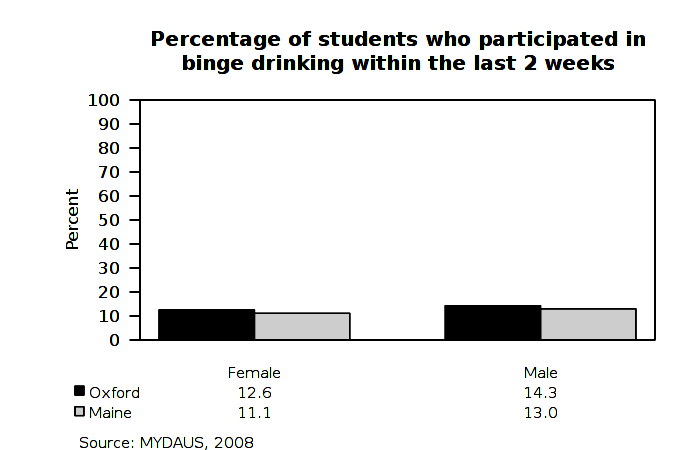 Percentage of students who participated in
binge drinking within the last 2 weeks
100
90
80
70
60
50
40
30
20
10
0
Percent
Female Male
Oxford 12.6 14.3
Maine 11.1 13.0
Source: MYDAUS, 2008